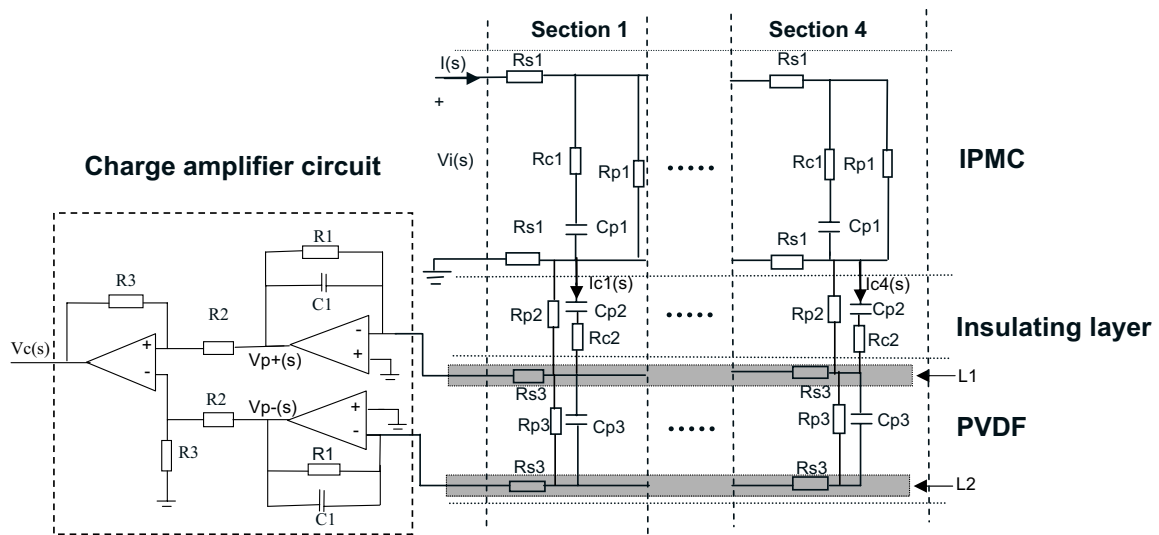 Section 1
Section 4
I(s)
Rs1
Rs1
+
Charge amplifier circuit
Vi(s)
Rc1
Rp1
.....
Rc1
Rp1
IPMC
Rs1
Cp1
Rs1
Cp1
R1
C1
R3
R2
Vc(s)
Vp+(s)
+
-
-
+
Ic1(s)
Rp2
Cp2
Rc2
.....
Ic4(s)
Rp2
Cp2
Rc2
Insulating layer
Rs3
Rs3
L1
R2
Vp-(s)
+
-
R3
R1
C1
Rp3
Cp3
.....
Rp3
Cp3
PVDF
Rs3
Rs3
L2